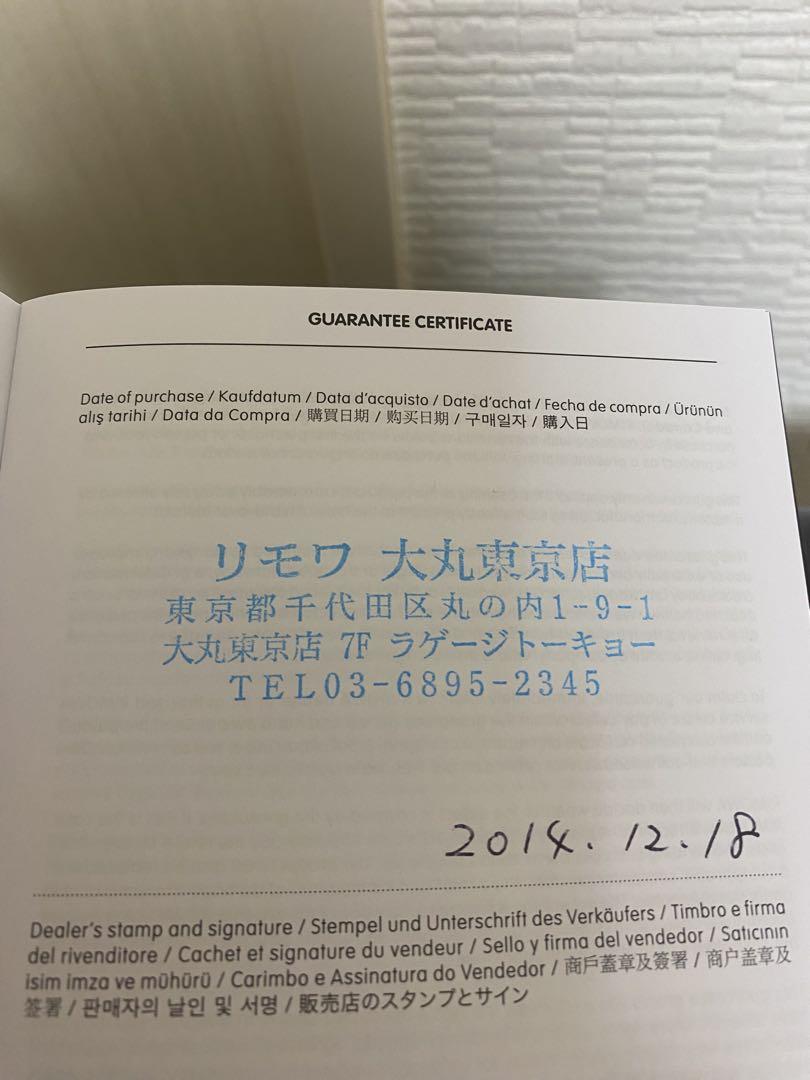 GUARANTEE CERTIFICATE
Date of purchase / Kaufdatum / Data d'acquisto / Date d'achat / Fecha de compra / Ürünün
alış tarihi / Data da Compra / 購買日期 / 购买日期 / 구매일자 / 購入日
リモワ 大丸東京店
東京都千代田区丸の内1-9-1
大丸東京店 7F ラゲージトーキョー
TEL03-6895-2345
2014.12.18
Dealer's stamp and signature / Stempel und Unterschrift des Verkäufers / Timbro e firma
del rivenditore / Cachet et signature du vendeur / Sello y firma del vendedor / Satıcının
isim imza ve mühürü / Carimbo e Assinatura do Vendedor / 商戶蓋章及簽署 / 商户盖章及
签署 / 판매자의 날인 및 서명 / 販売店のスタンプとサイン